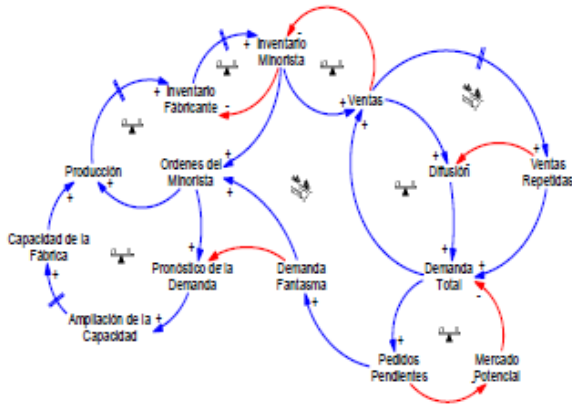 Inventario
Minorista
Inventario
Fabricante
Ventas
Producción
Ordenes del
Minorista
Difusión
Ventas
Repetidas
Capacidad de la
Fábrica
Pronóstico de la
Demanda
Demanda
Fantasma
Demanda
Total
Ampliación de la
Capacidad
Pedidos
Pendientes
Mercado
Potencial